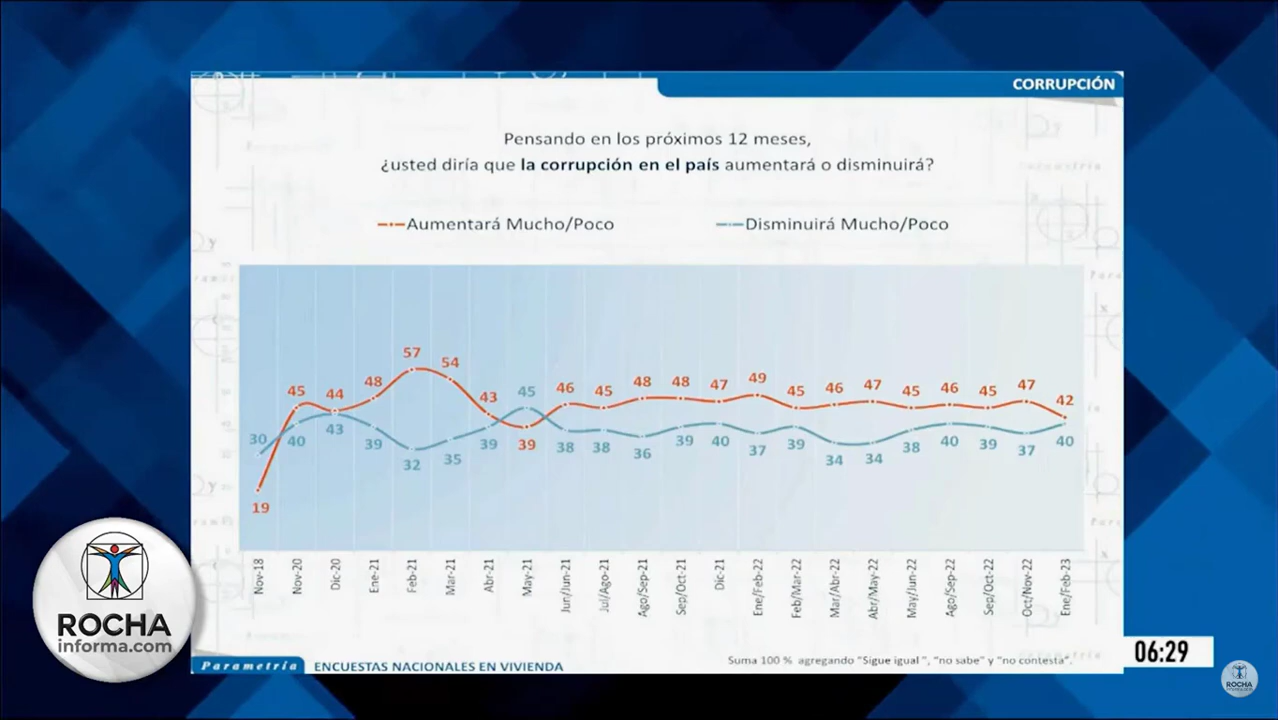 CORRUPCIÓN
Pensando en los próximos 12 meses,
¿usted diría que la corrupción en el país aumentará o disminuirá?
Aumentará Mucho/Poco Disminuirá Mucho/Poco
19 45 44 48 57 54 43 39 46 45 48 48 47 49 45 46 47 45 46 45 47 42
30 40 43 39 32 35 39 45 38 38 36 39 40 37 39 34 34 38 40 39 37 40
Nov-18 Nov-20 Dic-20 Ene-21 Feb-21 Mar-21 Abr-21 May-21 Jun/Jun-21 Jul/Ago-21 Ago/Sep-21 Sep/Oct-21 Dic-21 Ene/Feb-22 Feb/Mar-22 Mar/Abr-22 Abr/May-22 May/Jun-22 Ago/Sep-22 Sep/Oct-22 Oct/Nov-22 Ene/Feb-23
Parametría ENCUESTAS NACIONALES EN VIVIENDA
Suma 100 % agregando "Sigue igual ", "no sabe" y "no contesta".
ROCHA
informa.com
06:29
ROCHA